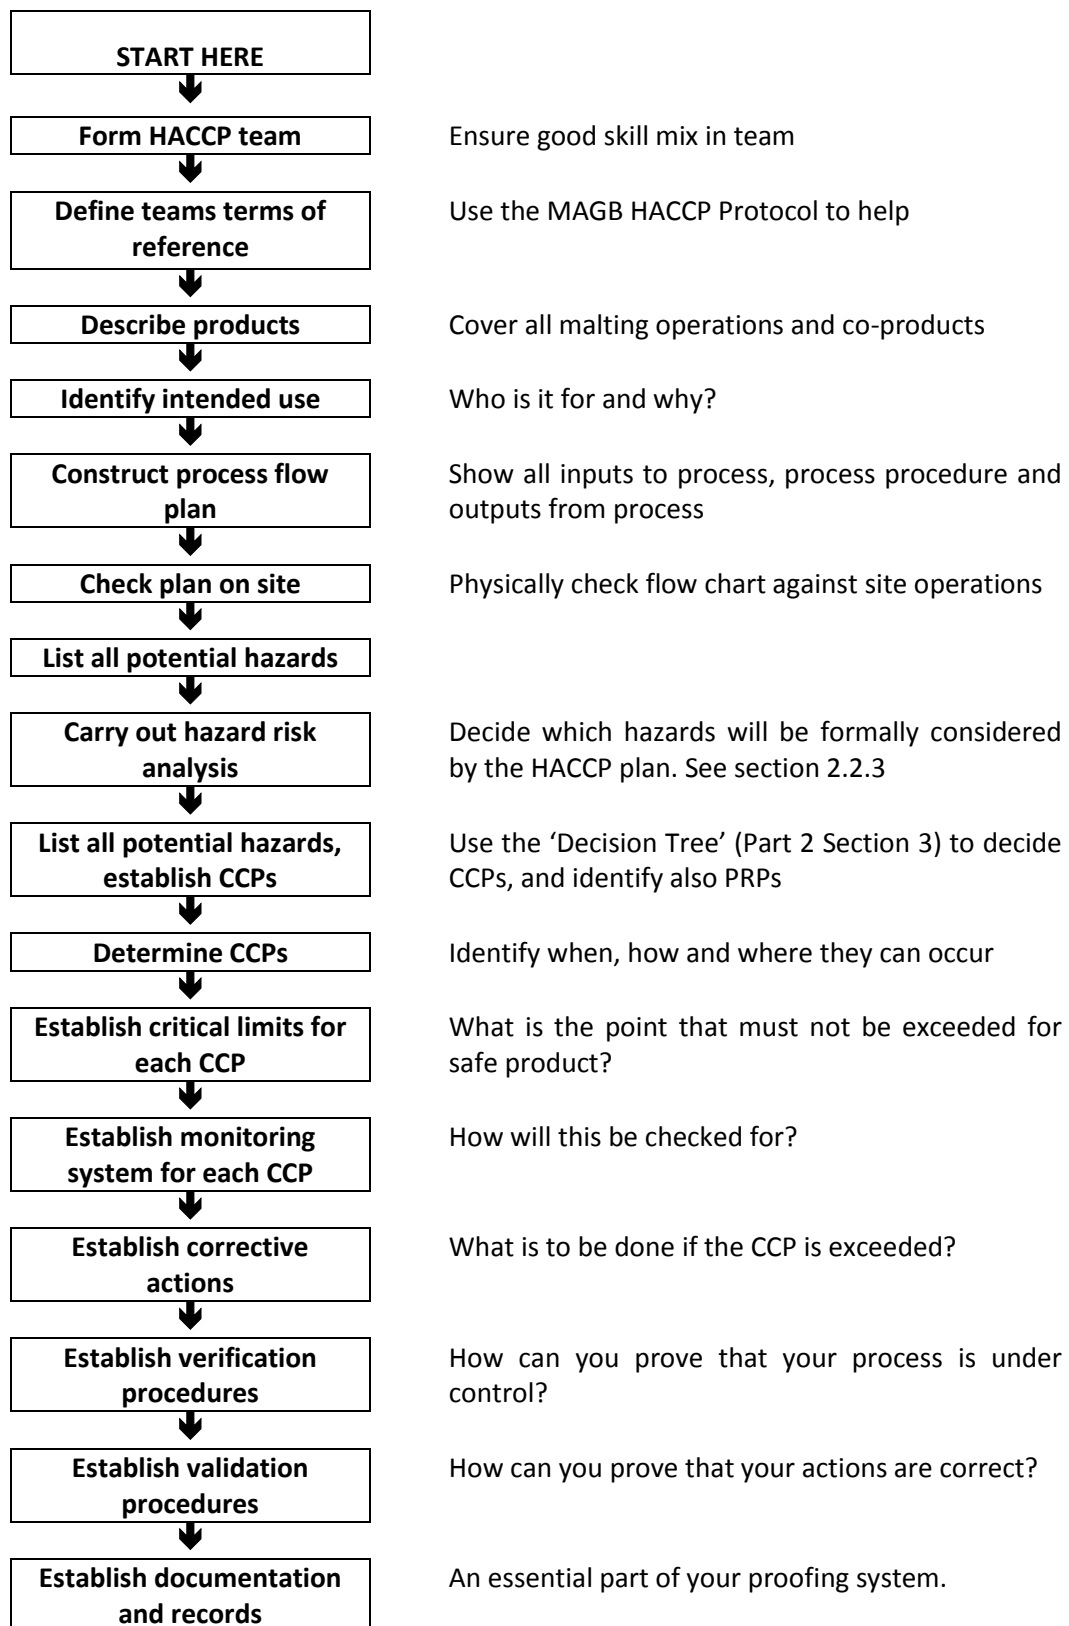 START HERE
Form HACCP team
Ensure good skill mix in team
Define teams terms of
reference
Use the MAGB HACCP Protocol to help
Describe products
Cover all malting operations and co-products
Identify intended use
Who is it for and why?
Construct process flow
plan
Show all inputs to process, process procedure and
outputs from process
Check plan on site
Physically check flow chart against site operations
List all potential hazards
Carry out hazard risk
analysis
Decide which hazards will be formally considered
by the HACCP plan. See section 2.2.3
List all potential hazards,
establish CCPs
Use the ‘Decision Tree’ (Part 2 Section 3) to decide
CCPs, and identify also PRPs
Determine CCPs
Identify when, how and where they can occur
Establish critical limits for
each CCP
What is the point that must not be exceeded for
safe product?
Establish monitoring
system for each CCP
How will this be checked for?
Establish corrective
actions
What is to be done if the CCP is exceeded?
Establish verification
procedures
How can you prove that your process is under
control?
Establish validation
procedures
How can you prove that your actions are correct?
Establish documentation
and records
An essential part of your proofing system.